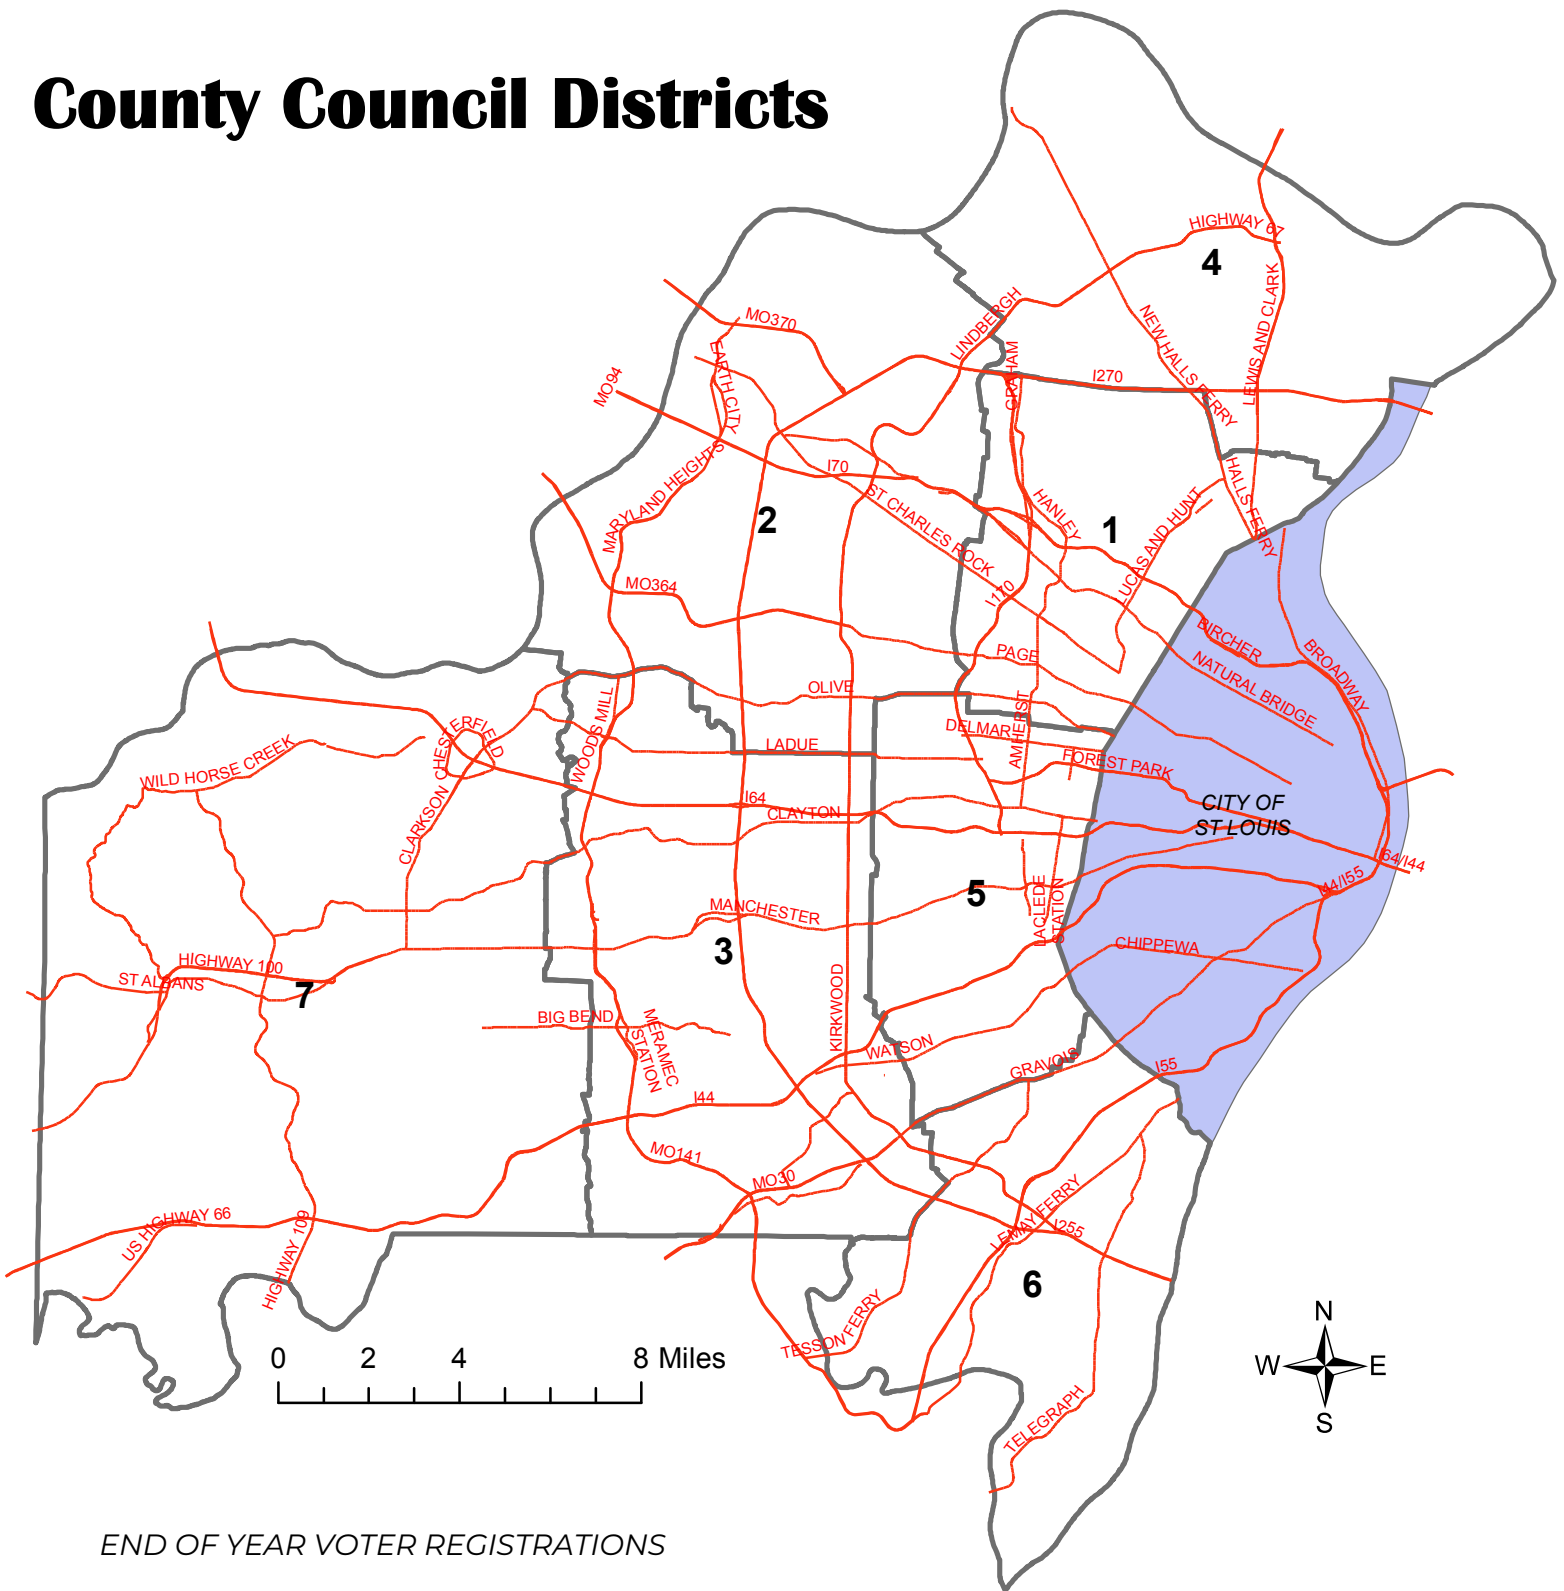 County Council Districts
HIGHWAY 67
4
LEWIS AND CLARK
NEW HALLS FERRY
LINDBERGH
MO370
EARTH CITY
GRAHAM
I270
MO94
MARYLAND HEIGHTS
I70
ST CHARLES ROCK
HANLEY
HALLS FERRY
LUCAS AND HUNT
2
1
MO364
I170
BIRCHER
BROADWAY
NATURAL BRIDGE
PAGE
OLIVE
WOODS MILL
AMHERST
DELMAR
LADUE
CHESTERFIELD
WILD HORSE CREEK
FOREST PARK
I64
CLAYTON
CITY OF
ST LOUIS
CLARKSON
I64/I44
I44/I55
5
LACLEDE
STATION
MANCHESTER
3
CHIPPEWA
HIGHWAY 100
ST ALBANS
7
KIRKWOOD
BIG BEND
MERAMEC
STATION
WATSON
GRAVOIS
I55
I44
MO141
MO30
LEMAY FERRY
I255
US HIGHWAY 66
HIGHWAY 109
6
TESSON FERRY
TELEGRAPH
0 2 4 8 Miles
N
W E
S
END OF YEAR VOTER REGISTRATIONS